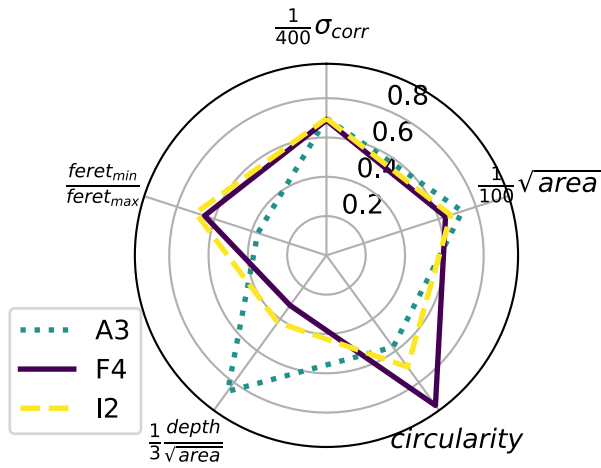 1/400 σ_corr
0.8
0.6
0.4
0.2
feret_min/feret_max
1/100 √area
A3
F4
I2
1/3 depth/√area
circularity